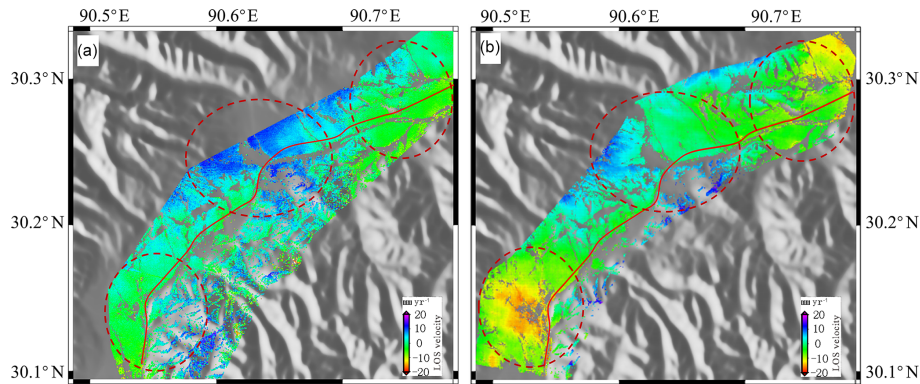 90.5°E 90.6°E 90.7°E 90.5°E 90.6°E 90.7°E
(a) (b)
30.3° N 30.3° N
30.2° N 30.2° N
30.1° N 30.1° N
mm yr⁻¹ mm yr⁻¹
20 20
10 10
0 0
−10 −10
−20 −20
LOS velocity LOS velocity